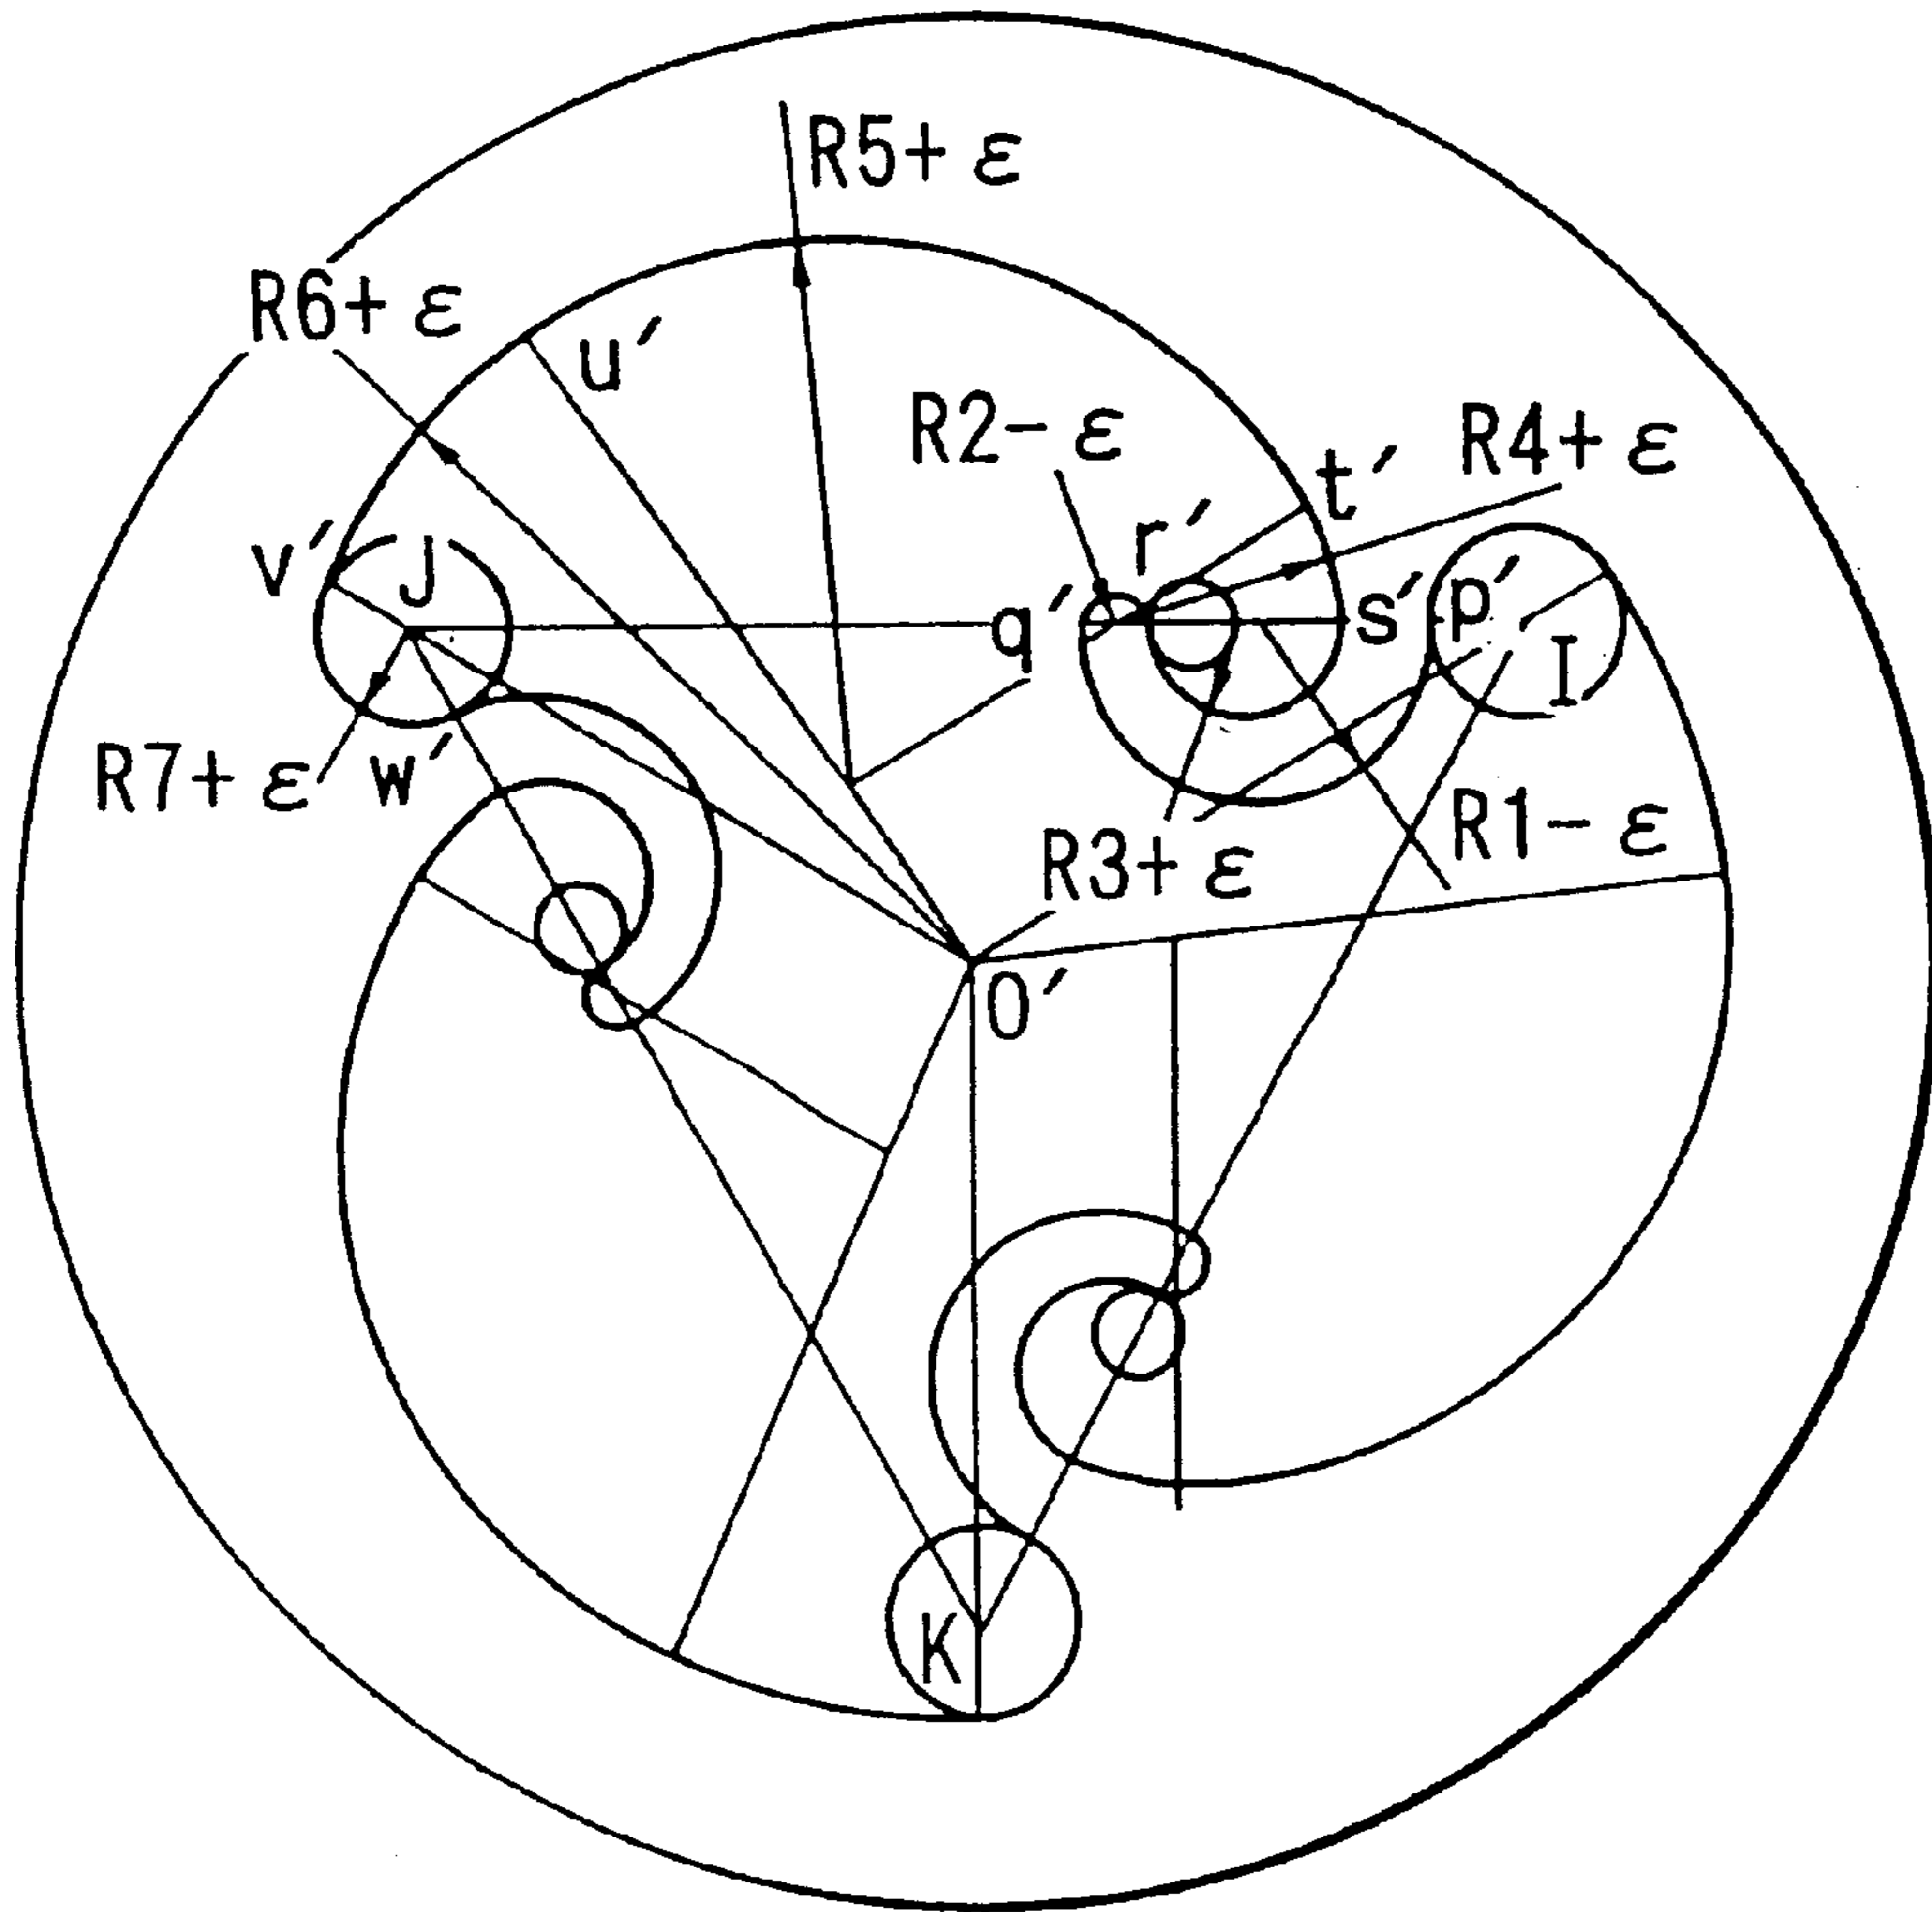 R5+ ε
R6+ ε
U′
R2- ε
R4+ ε
t′
r′
v′
J
q′
s′
p′
I
R7+ ε
w′
R1- ε
R3+ ε
O′
K